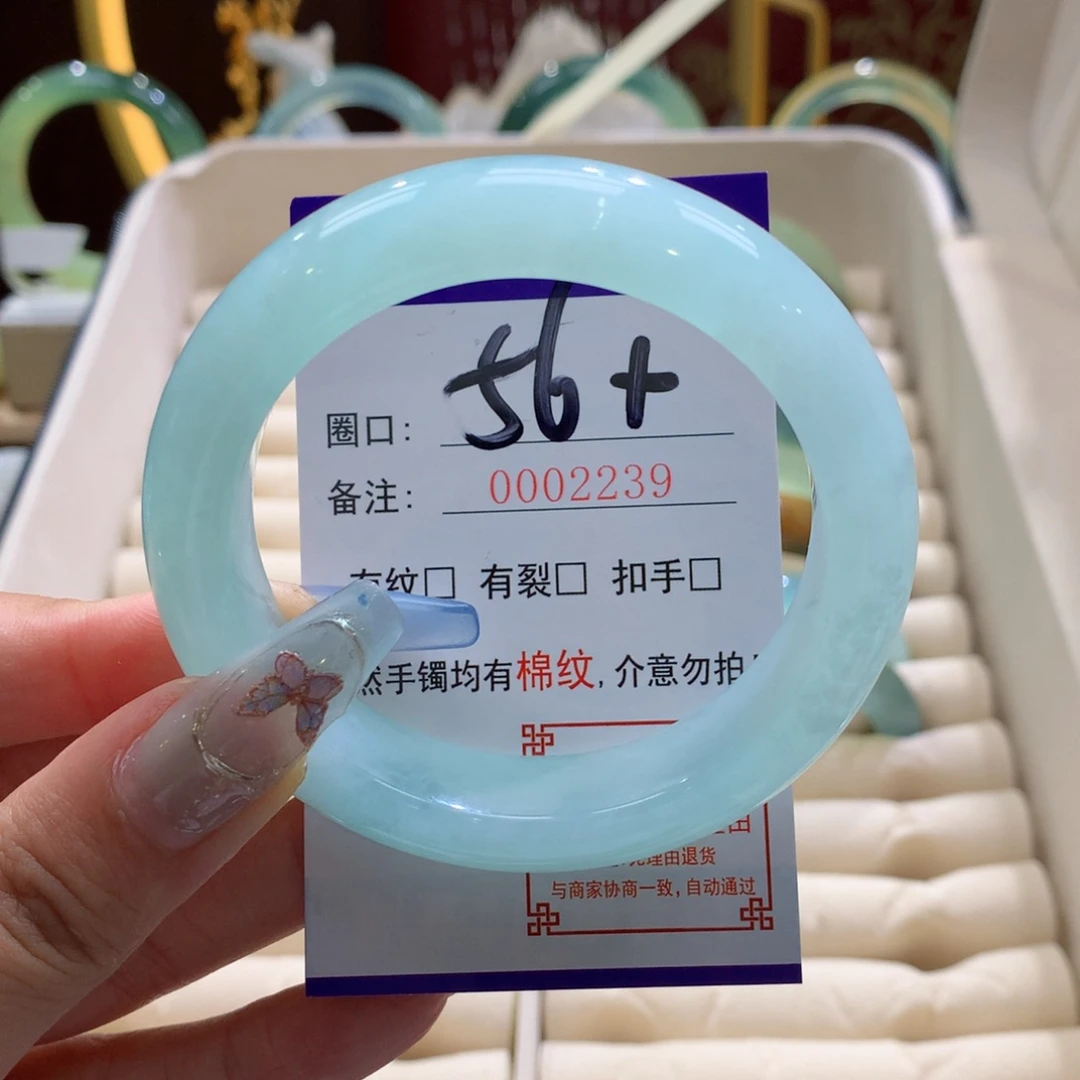 圈口: 56+
备注: 0002239
有纹□ 有裂□ 扣手□
然手镯均有棉纹,介意勿拍
理由退货
与商家协商一致,自动通过